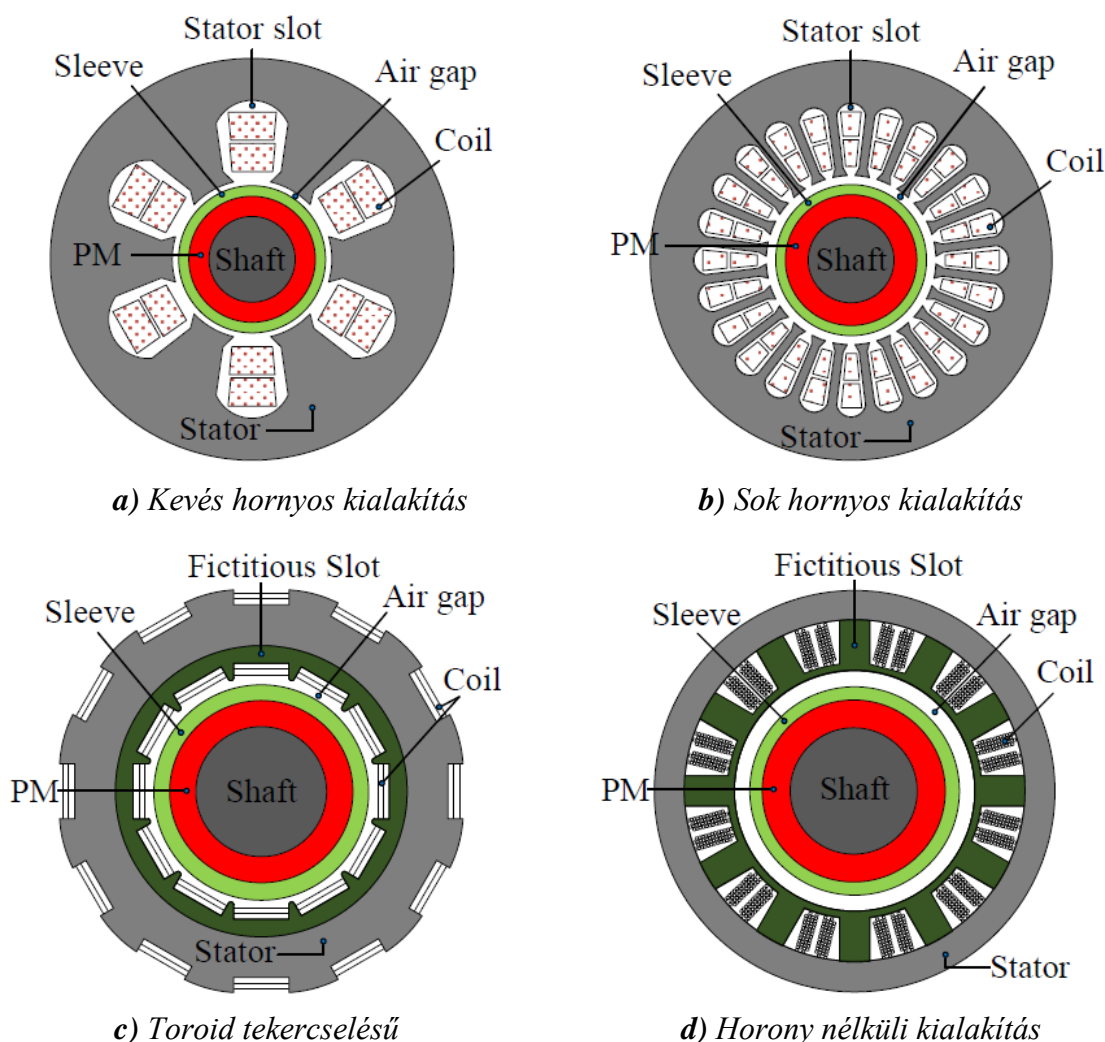 Stator slot
Sleeve
Air gap
Coil
PM
Shaft
Stator
a) Kevés hornyos kialakítás
Stator slot
Sleeve
Air gap
Coil
PM
Shaft
Stator
b) Sok hornyos kialakítás
Fictitious Slot
Sleeve
Air gap
Coil
PM
Shaft
Stator
c) Toroid tekercselésű
Fictitious Slot
Sleeve
Air gap
Coil
PM
Shaft
Stator
d) Horony nélküli kialakítás